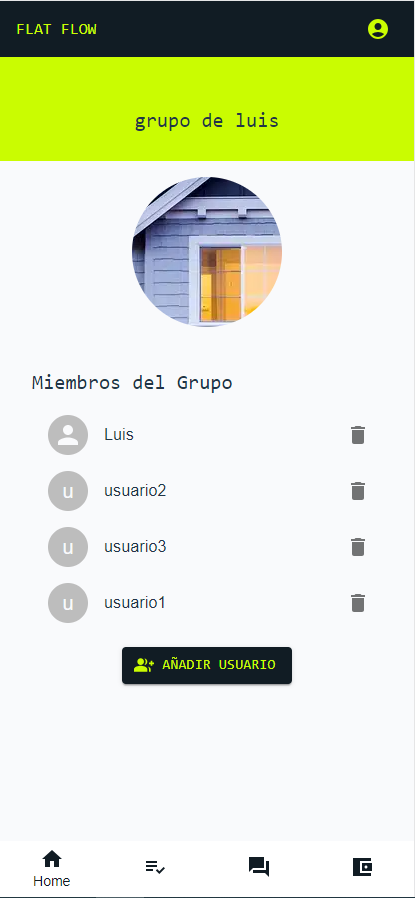 FLAT FLOW
grupo de luis
Miembros del Grupo
Luis
u usuario2
u usuario3
u usuario1
AÑADIR USUARIO
Home